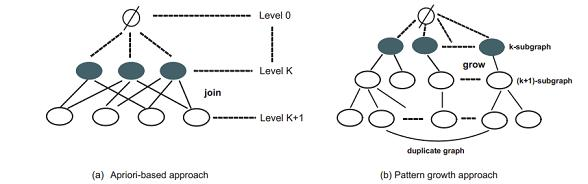 Level 0
Level K
join
Level K+1
(a) Apriori-based approach
k-subgraph
grow
(k+1)-subgraph
duplicate graph
(b) Pattern growth approach